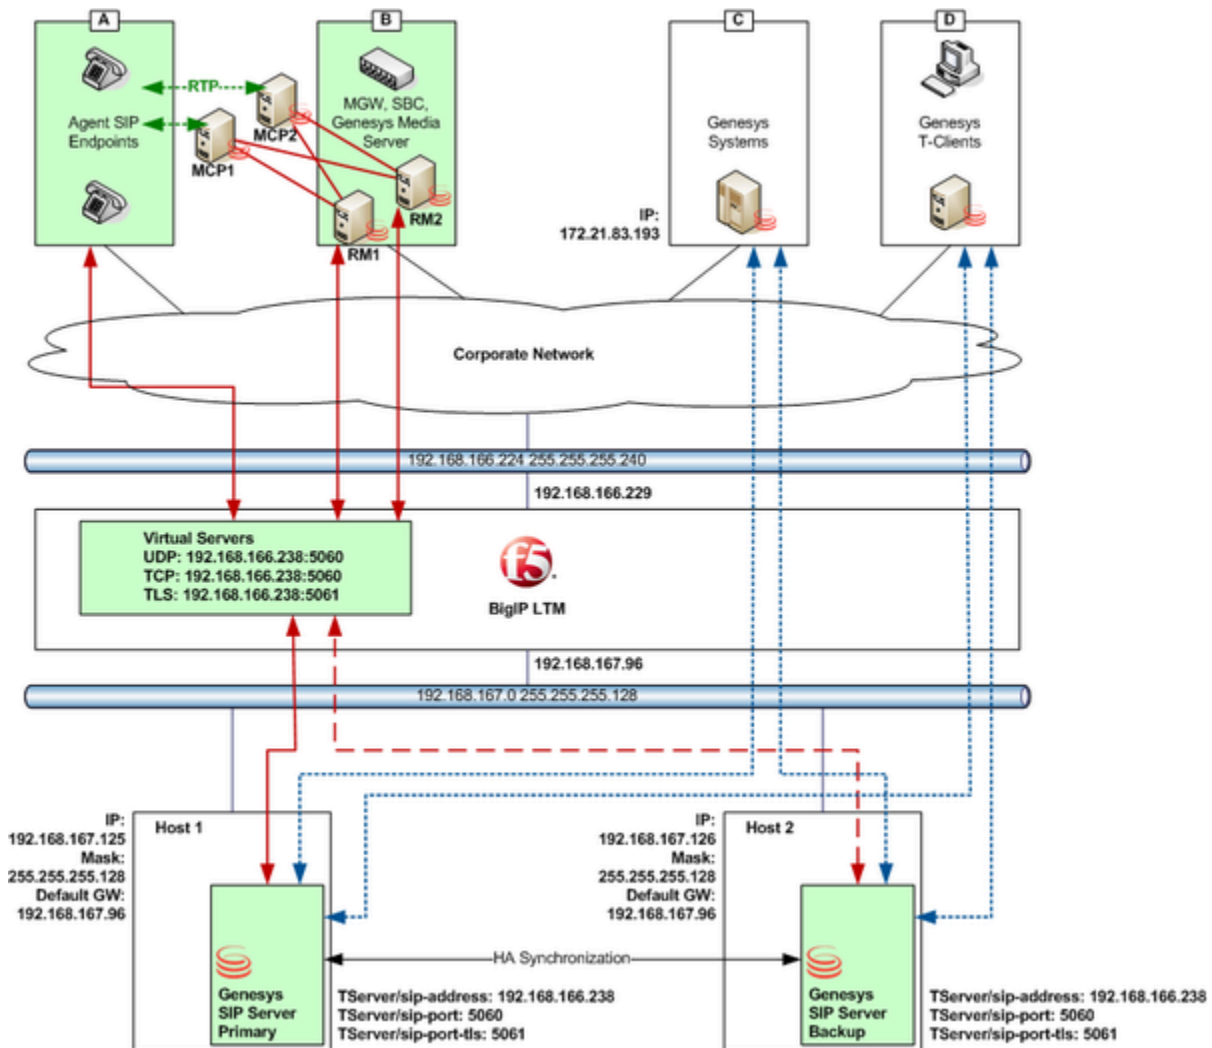 A
B
C
D
RTP
Agent SIP
Endpoints
MCP2
MCP1
MGW, SBC,
Genesys Media
Server
RM2
RM1
Genesys
Systems
IP:
172.21.83.193
Genesys
T-Clients
Corporate Network
192.168.166.224 255.255.255.240
192.168.166.229
Virtual Servers
UDP: 192.168.166.238:5060
TCP: 192.168.166.238:5060
TLS: 192.168.166.238:5061
f5
BigIP LTM
192.168.167.96
192.168.167.0 255.255.255.128
IP:
192.168.167.125
Mask:
255.255.255.128
Default GW:
192.168.167.96
Host 1
Genesys
SIP Server
Primary
TServer/sip-address: 192.168.166.238
TServer/sip-port: 5060
TServer/sip-port-tls: 5061
HA Synchronization
IP:
192.168.167.126
Mask:
255.255.255.128
Default GW:
192.168.167.96
Host 2
Genesys
SIP Server
Backup
TServer/sip-address: 192.168.166.238
TServer/sip-port: 5060
TServer/sip-port-tls: 5061